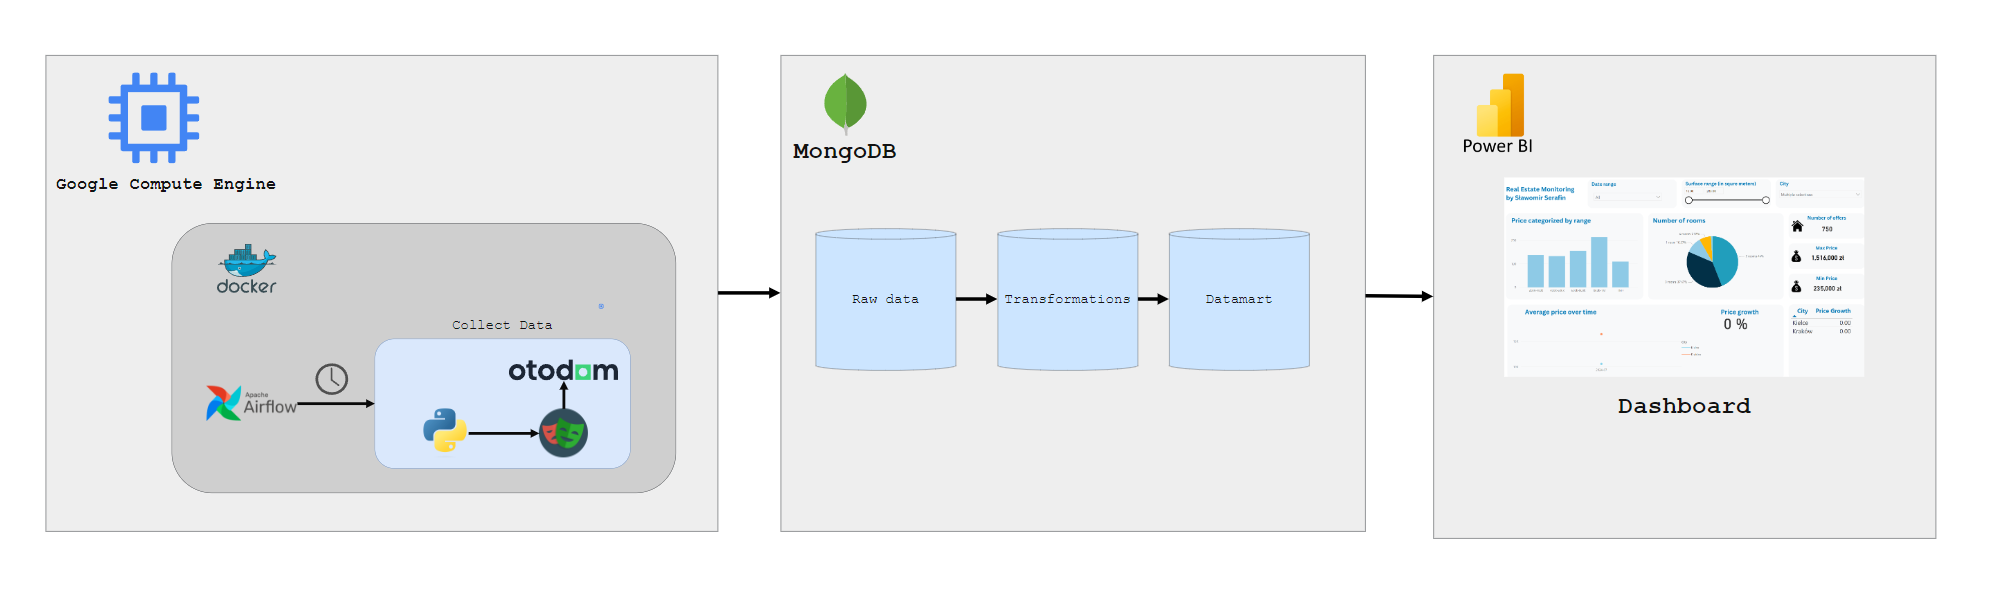 Google Compute Engine
docker
Collect Data
otodom
Apache
Airflow
MongoDB
Raw data
Transformations
Datamart
Power BI
Real Estate Monitoring
by Slawomir Serafin
Data range
All
Surface range (in square meters)
City
Multiple selections
Price categorized by range
Number of rooms
Number of offers
750
Max Price
1,516,000 zł
Min Price
235,000 zł
Average price over time
Price growth
0 %
City Price Growth
Kielce 0.00
Kraków 0.00
Dashboard